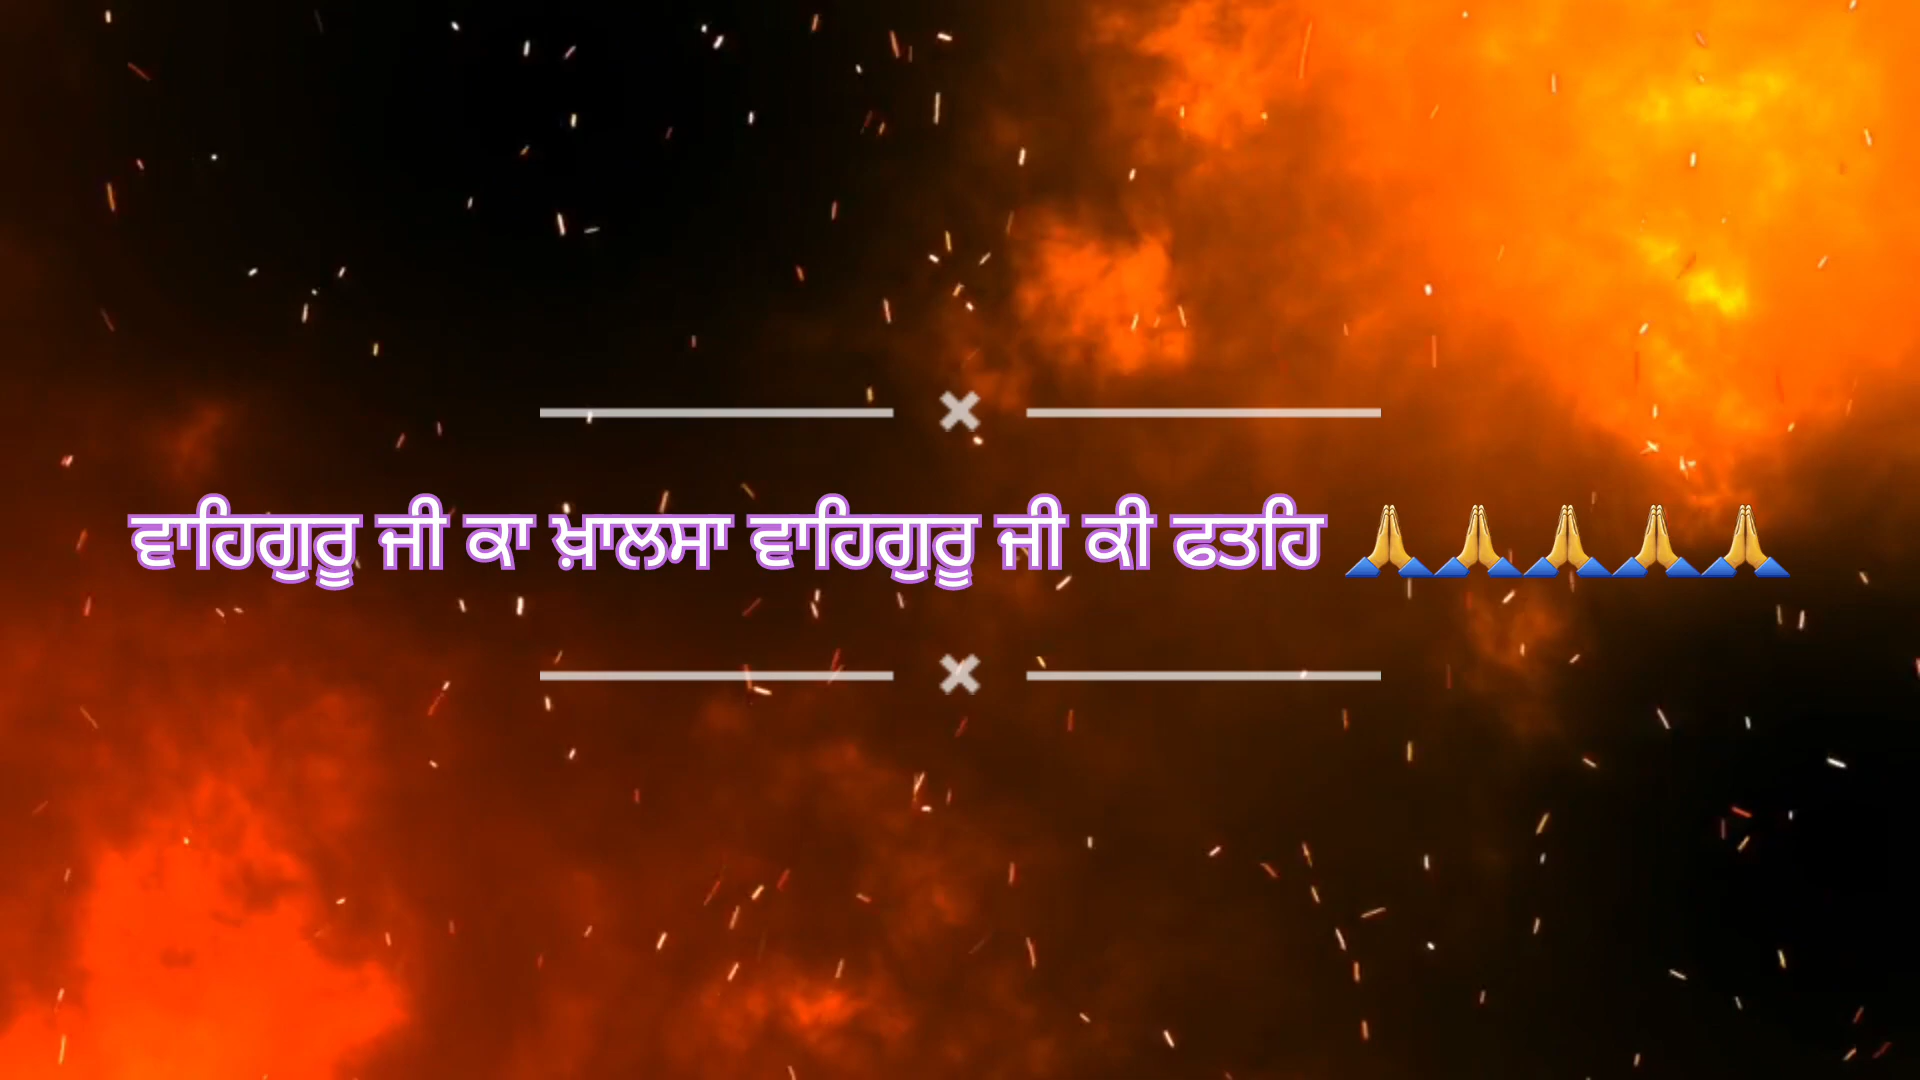 ਵਾਹਿਗੁਰੂ ਜੀ ਕਾ ਖ਼ਾਲਸਾ ਵਾਹਿਗੁਰੂ ਜੀ ਕੀ ਫਤਹਿ 🙏🙏🙏🙏🙏